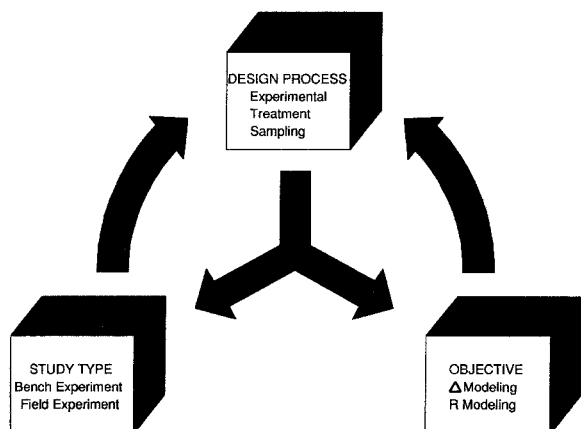 DESIGN PROCESS
Experimental
Treatment
Sampling
STUDY TYPE
Bench Experiment
Field Experiment
OBJECTIVE
Δ Modeling
R Modeling